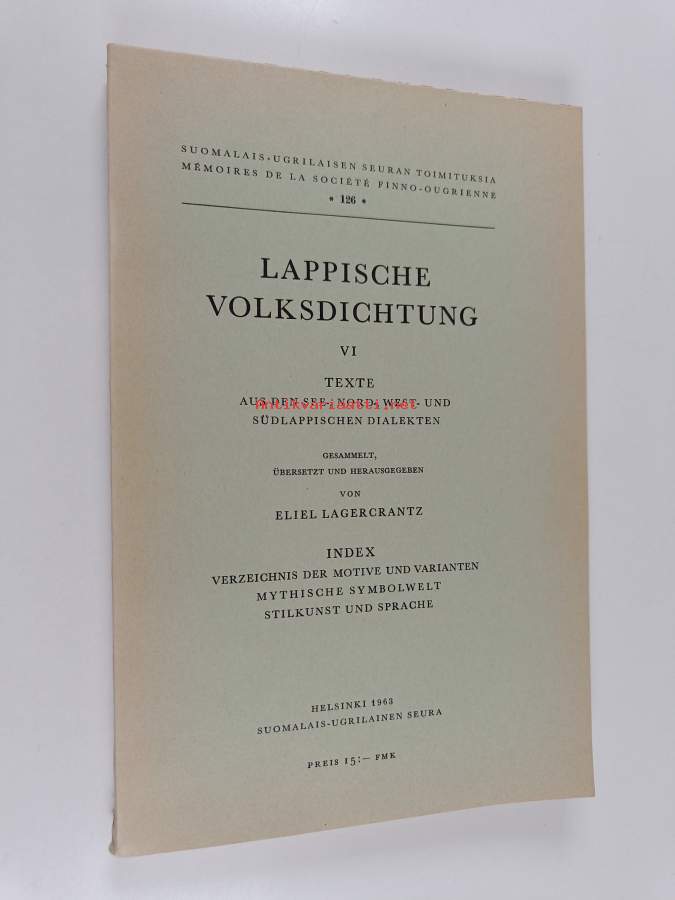 SUOMALAIS-UGRILAISEN SEURAN TOIMITUKSIA
MÉMOIRES DE LA SOCIÉTÉ FINNO-OUGRIENNE
* 126 *
LAPPISCHE
VOLKSDICHTUNG
VI
TEXTE
AUS DEN SEE-, NORD-, WEST- UND
antikvariaatti.net
SÜDLAPPISCHEN DIALEKTEN
GESAMMELT,
ÜBERSETZT UND HERAUSGEGEBEN
VON
ELIEL LAGERCRANTZ
INDEX
VERZEICHNIS DER MOTIVE UND VARIANTEN
MYTHISCHE SYMBOLWELT
STILKUNST UND SPRACHE
HELSINKI 1963
SUOMALAIS-UGRILAINEN SEURA
PREIS 15:— FMK